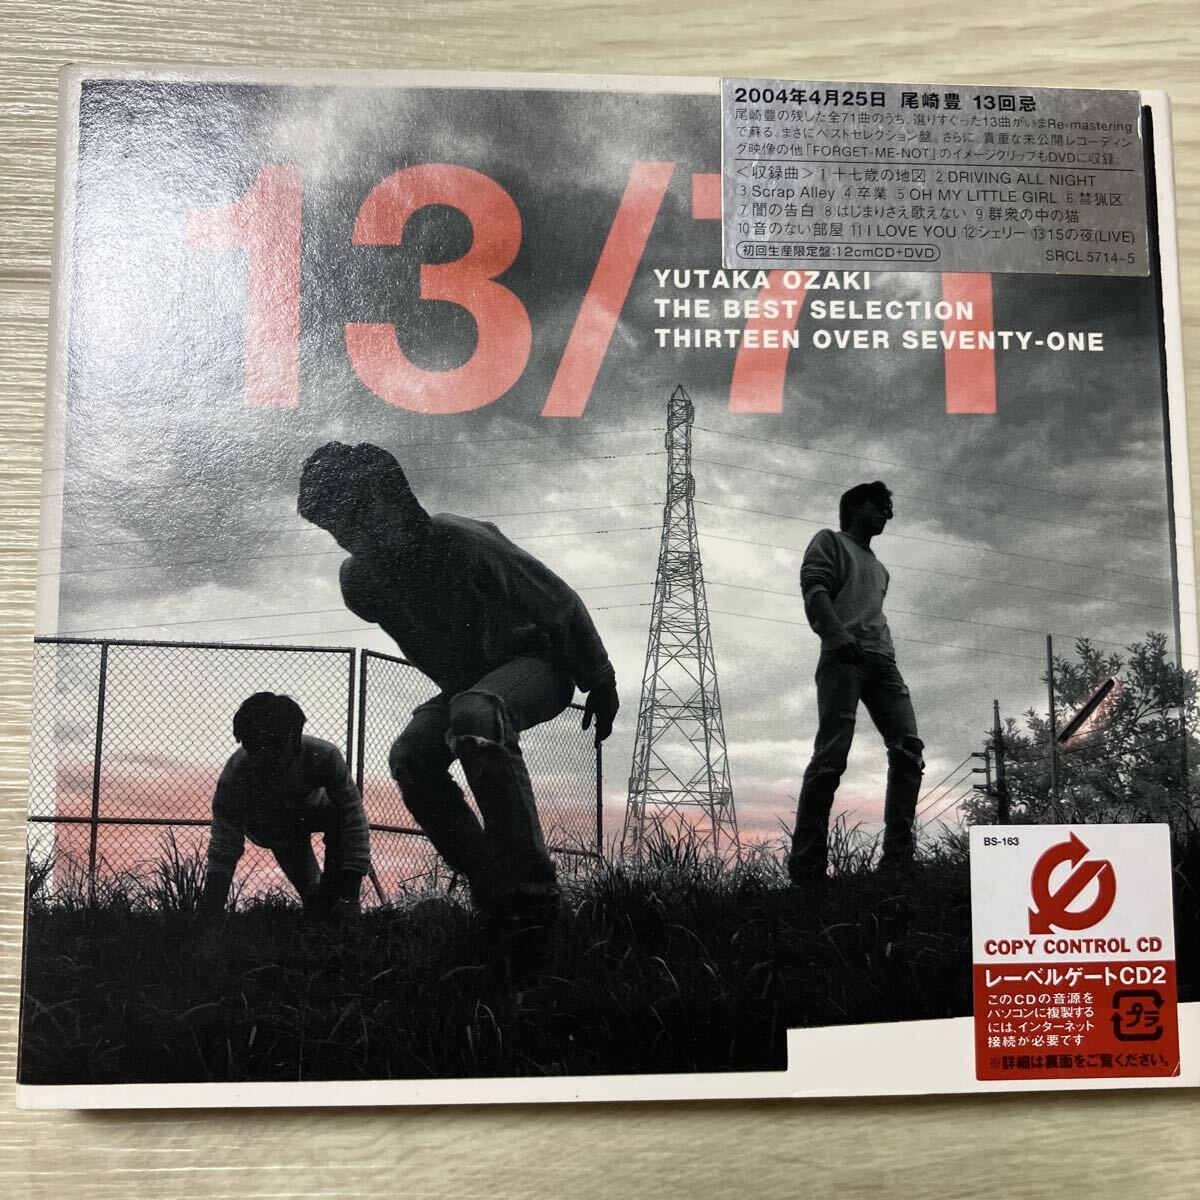 2004年4月25日 尾崎豊 13回忌
尾崎豊の残した全71曲のうち、選りすぐった13曲がいまRe-mastering
で蘇る、まさにベストセレクション盤。さらに、貴重な未公開レコーディン
グ映像の他「FORGET-ME-NOT」のイメージクリップもDVDに収録。
＜収録曲＞ 1 十七歳の地図 2 DRIVING ALL NIGHT
3 Scrap Alley 4 卒業 5 OH MY LITTLE GIRL 6 禁猟区
7 闇の告白 8 はじまりさえ歌えない 9 群衆の中の猫
10 音のない部屋 11 I LOVE YOU 12 シェリー 13 15の夜(LIVE)
初回生産限定盤:12cmCD+DVD SRCL 5714~5
13/71
YUTAKA OZAKI
THE BEST SELECTION
THIRTEEN OVER SEVENTY-ONE
BS-163
COPY CONTROL CD
レーベルゲートCD2
このCDの音源を
パソコンに複製する
には、インターネット
接続が必要です
プラ
※詳細は裏面をご覧ください。